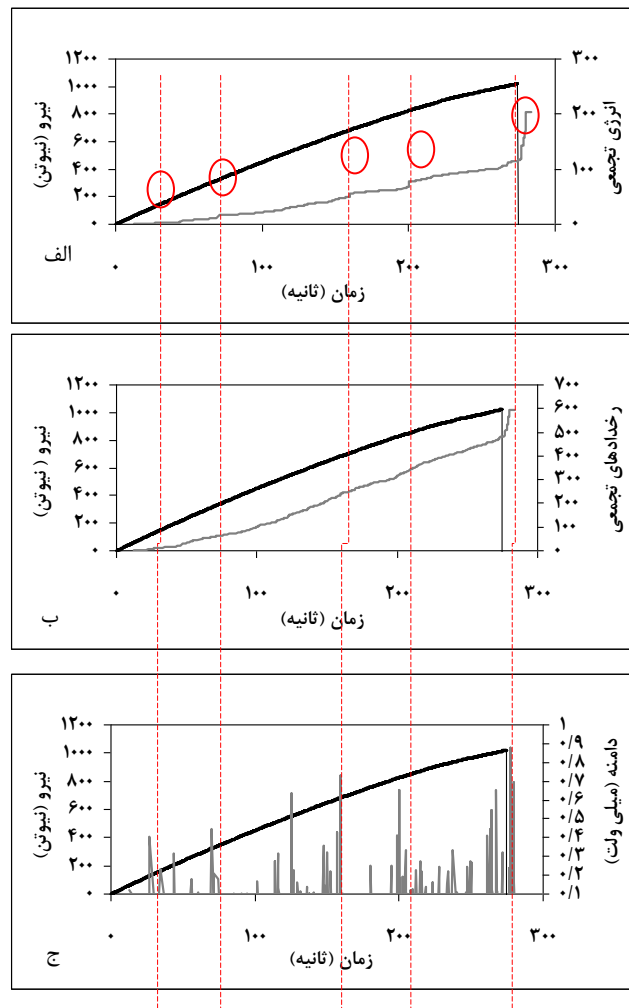 نیرو (نیوتن)
۱۲۰۰
۱۰۰۰
۸۰۰
۶۰۰
۴۰۰
۲۰۰
۰
۳۰۰
۲۰۰
۱۰۰
۰
انرژی تجمعی
۰ ۱۰۰ ۲۰۰ ۳۰۰
زمان (ثانیه)
الف
نیرو (نیوتن)
۱۲۰۰
۱۰۰۰
۸۰۰
۶۰۰
۴۰۰
۲۰۰
۰
۷۰۰
۶۰۰
۵۰۰
۴۰۰
۳۰۰
۲۰۰
۱۰۰
۰
رخدادهای تجمعی
۰ ۱۰۰ ۲۰۰ ۳۰۰
زمان (ثانیه)
ب
نیرو (نیوتن)
۱۲۰۰
۱۰۰۰
۸۰۰
۶۰۰
۴۰۰
۲۰۰
۰
۱
۰/۹
۰/۸
۰/۷
۰/۶
۰/۵
۰/۴
۰/۳
۰/۲
۰/۱
دامنه (میلی ولت)
۰ ۱۰۰ ۲۰۰ ۳۰۰
زمان (ثانیه)
ج